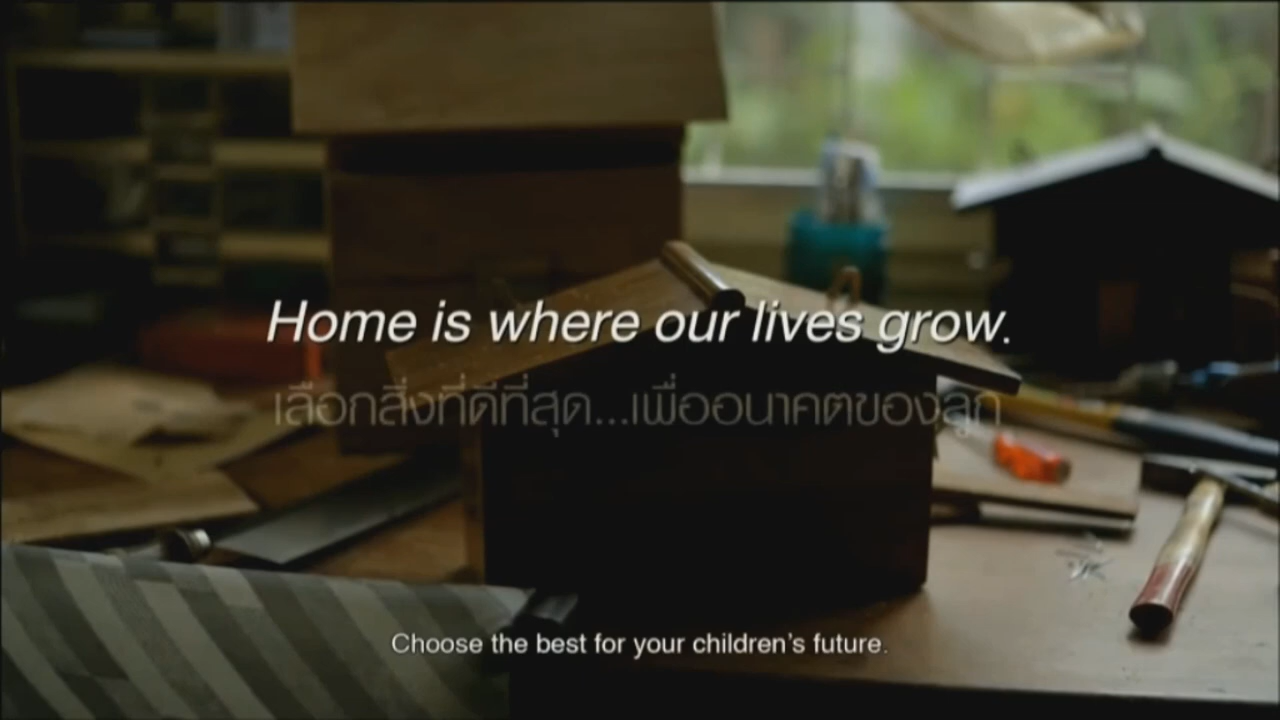 Home is where our lives grow.
เลือกสิ่งที่ดีที่สุด...เพื่ออนาคตของลูก
Choose the best for your children's future.